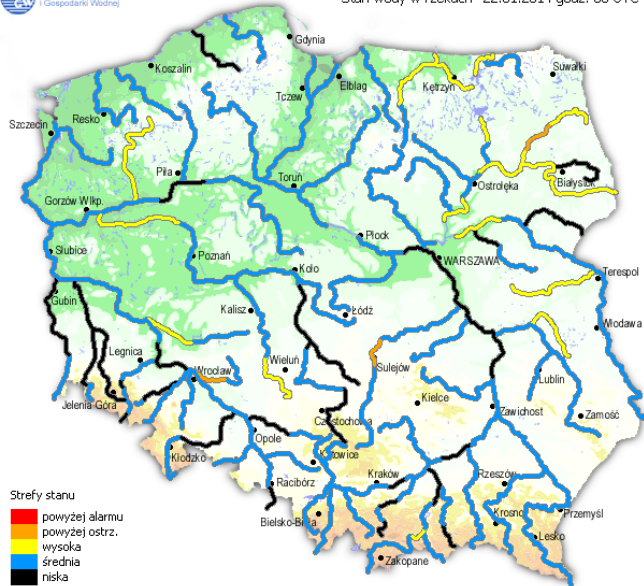 i Gospodarki Wodnej
Gdynia
Koszalin
Suwałki
Elbląg
Kętrzyn
Tczew
Resko
Szczecin
Piła
Toruń
Ostrołęka
Białystok
Gorzów Wlkp.
Płock
Słubice
Poznań
WARSZAWA
Koło
Terespol
Gubin
Kalisz
Łódź
Włodawa
Legnica
Wieluń
Sulejów
Wrocław
Lublin
Jelenia Góra
Kielce
Zawichost
Zamość
Częstochowa
Opole
Kłodzko
Katowice
Racibórz
Kraków
Rzeszów
Strefy stanu
Bielsko-Biała
Krosno
Przemyśl
powyżej alarmu
powyżej ostrz.
Lesko
wysoka
Zakopane
średnia
niska